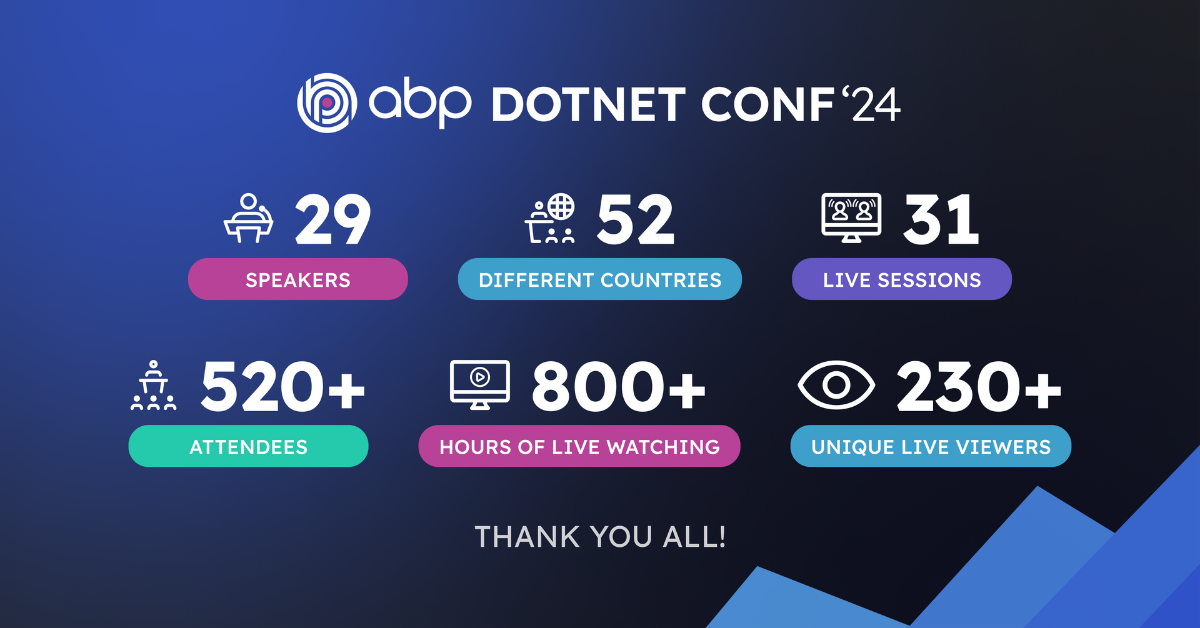 abp DOTNET CONF ‘24
29
SPEAKERS
52
DIFFERENT COUNTRIES
31
LIVE SESSIONS
520+
ATTENDEES
800+
HOURS OF LIVE WATCHING
230+
UNIQUE LIVE VIEWERS
THANK YOU ALL!